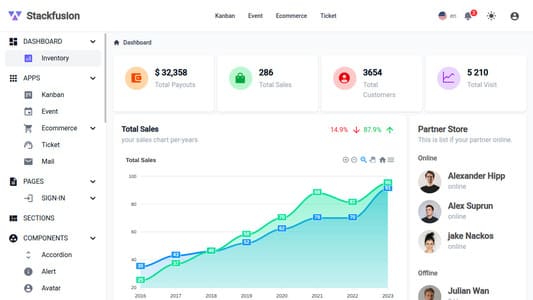 Stackfusion
Kanban Event Ecommerce Ticket
en
2
DASHBOARD
Inventory
APPS
Kanban
Event
Ecommerce
Ticket
Mail
PAGES
SIGN-IN
SECTIONS
COMPONENTS
Accordion
Alert
Avatar
Dashboard
$ 32,358
Total Payouts
286
Total Sales
3654
Total
Customers
5 210
Total Visit
Total Sales
your sales chart per-years
14.9% 87.9%
Total Sales
100
80
60
40
20
2016 2017 2018 2019 2020 2021 2022 2023
Partner Store
This is list if your partner online.
Online
Alexander Hipp
online
Alex Suprun
online
jake Nackos
online
Offline
Julian Wan